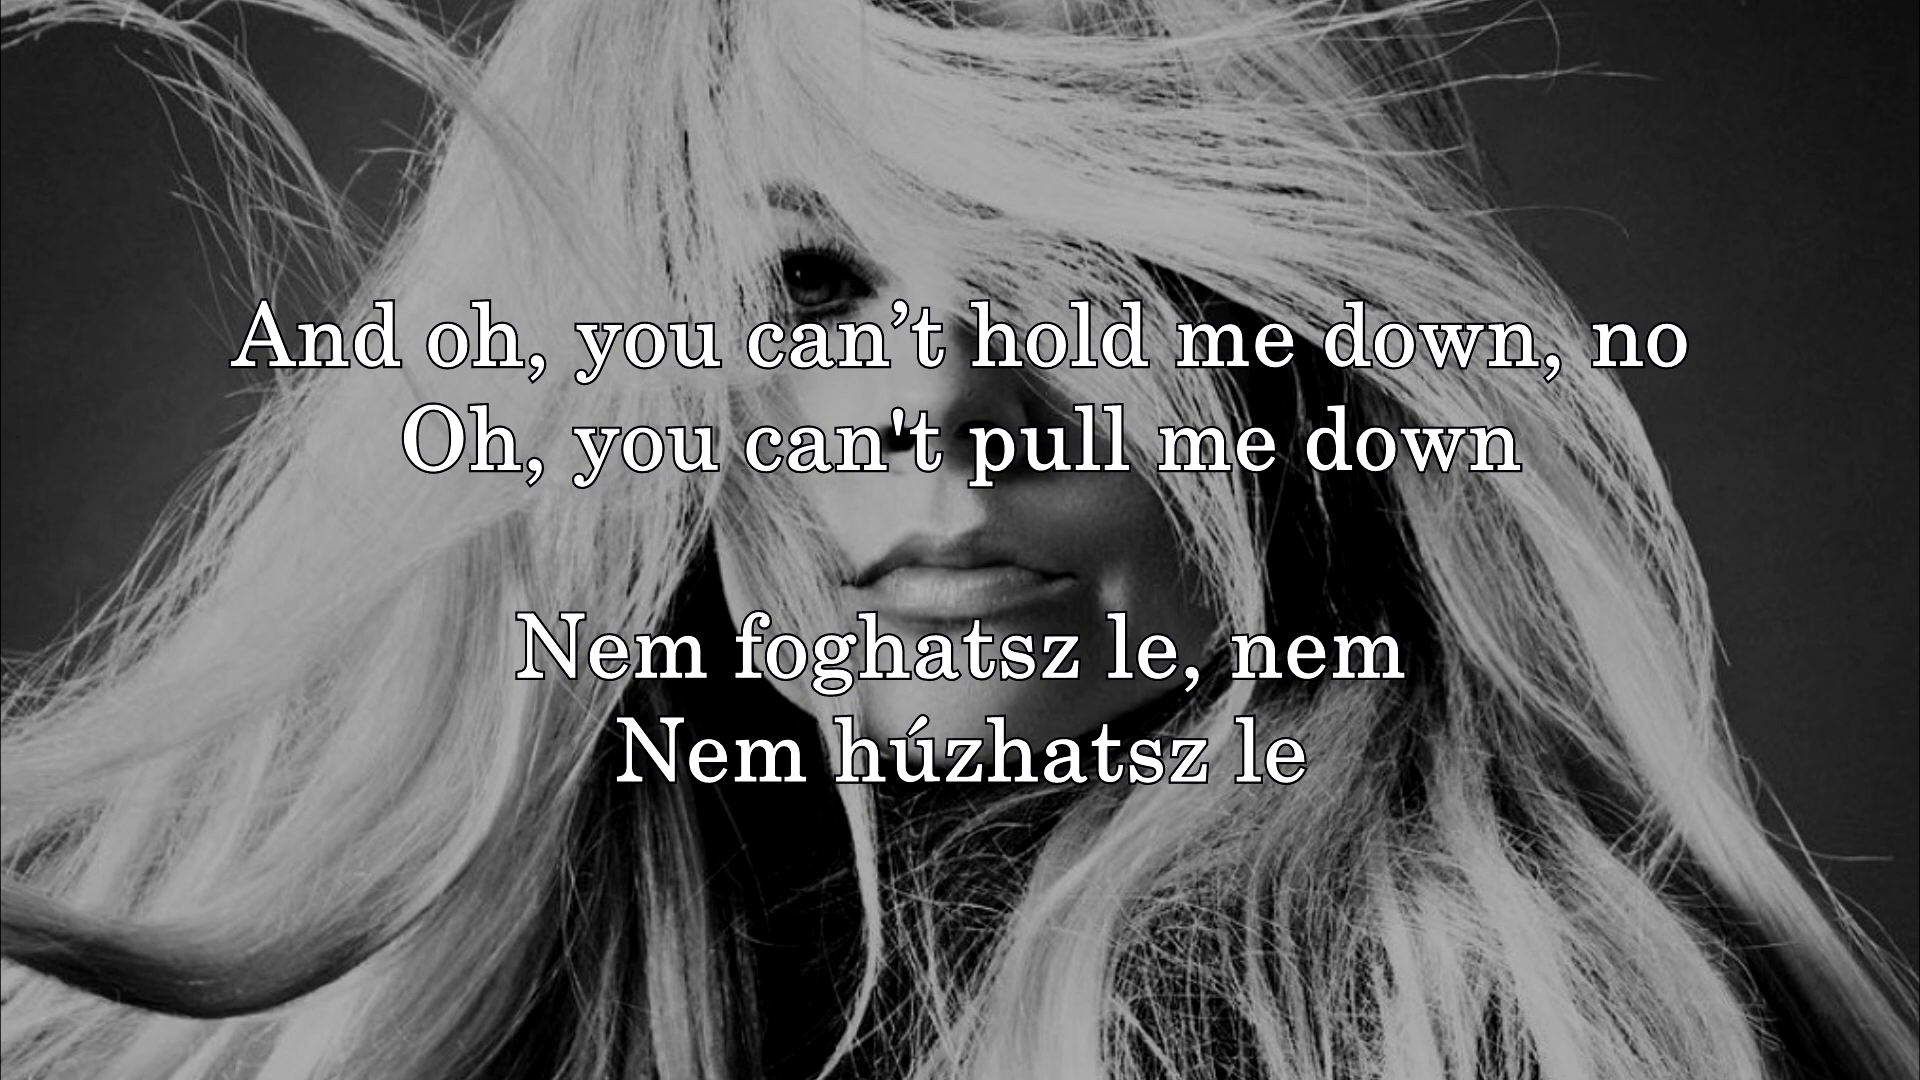 And oh, you can’t hold me down, no
Oh, you can't pull me down
Nem foghatsz le, nem
Nem húzhatsz le